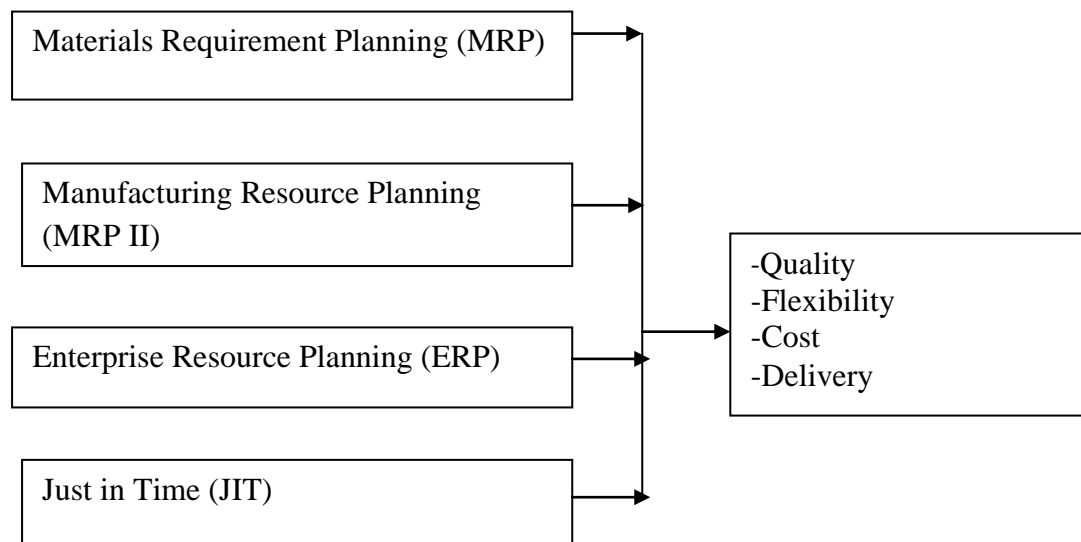 Materials Requirement Planning (MRP)
Manufacturing Resource Planning
(MRP II)
Enterprise Resource Planning (ERP)
Just in Time (JIT)
-Quality
-Flexibility
-Cost
-Delivery